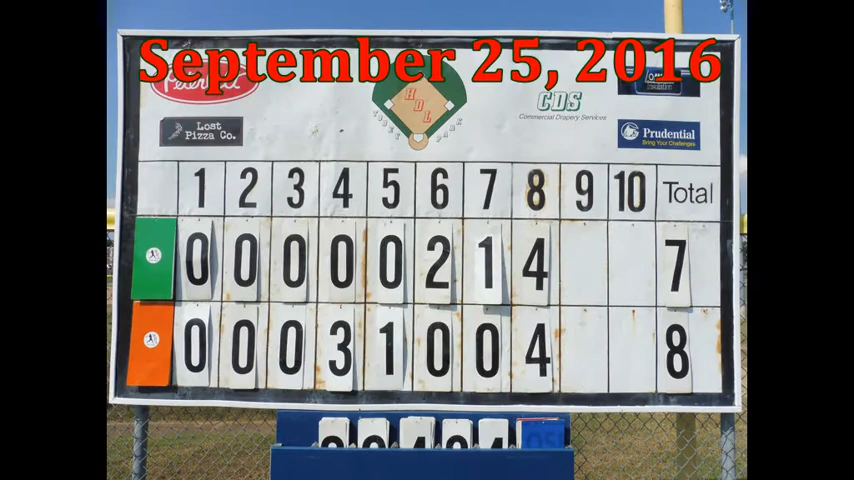 September 25, 2016
HDL
CDS
Commercial Drapery Services
Lost
Pizza Co.
Prudential
Bring Your Challenges
1 2 3 4 5 6 7 8 9 10 Total
0 0 0 0 0 2 1 4 7
0 0 0 3 1 0 0 4 8